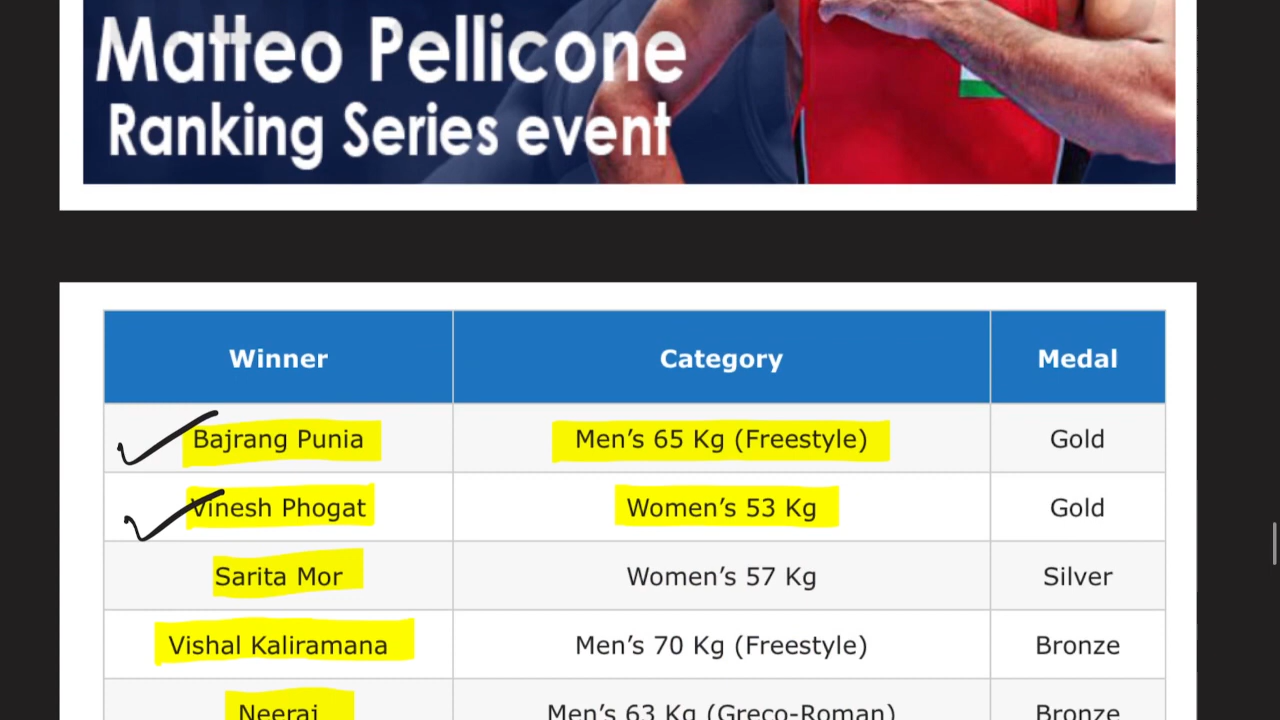 Matteo Pellicone
Ranking Series event
Winner Category Medal
Bajrang Punia Men’s 65 Kg (Freestyle) Gold
Vinesh Phogat Women’s 53 Kg Gold
Sarita Mor Women’s 57 Kg Silver
Vishal Kaliramana Men’s 70 Kg (Freestyle) Bronze
Neeraj Men’s 63 Kg (Greco-Roman) Bronze